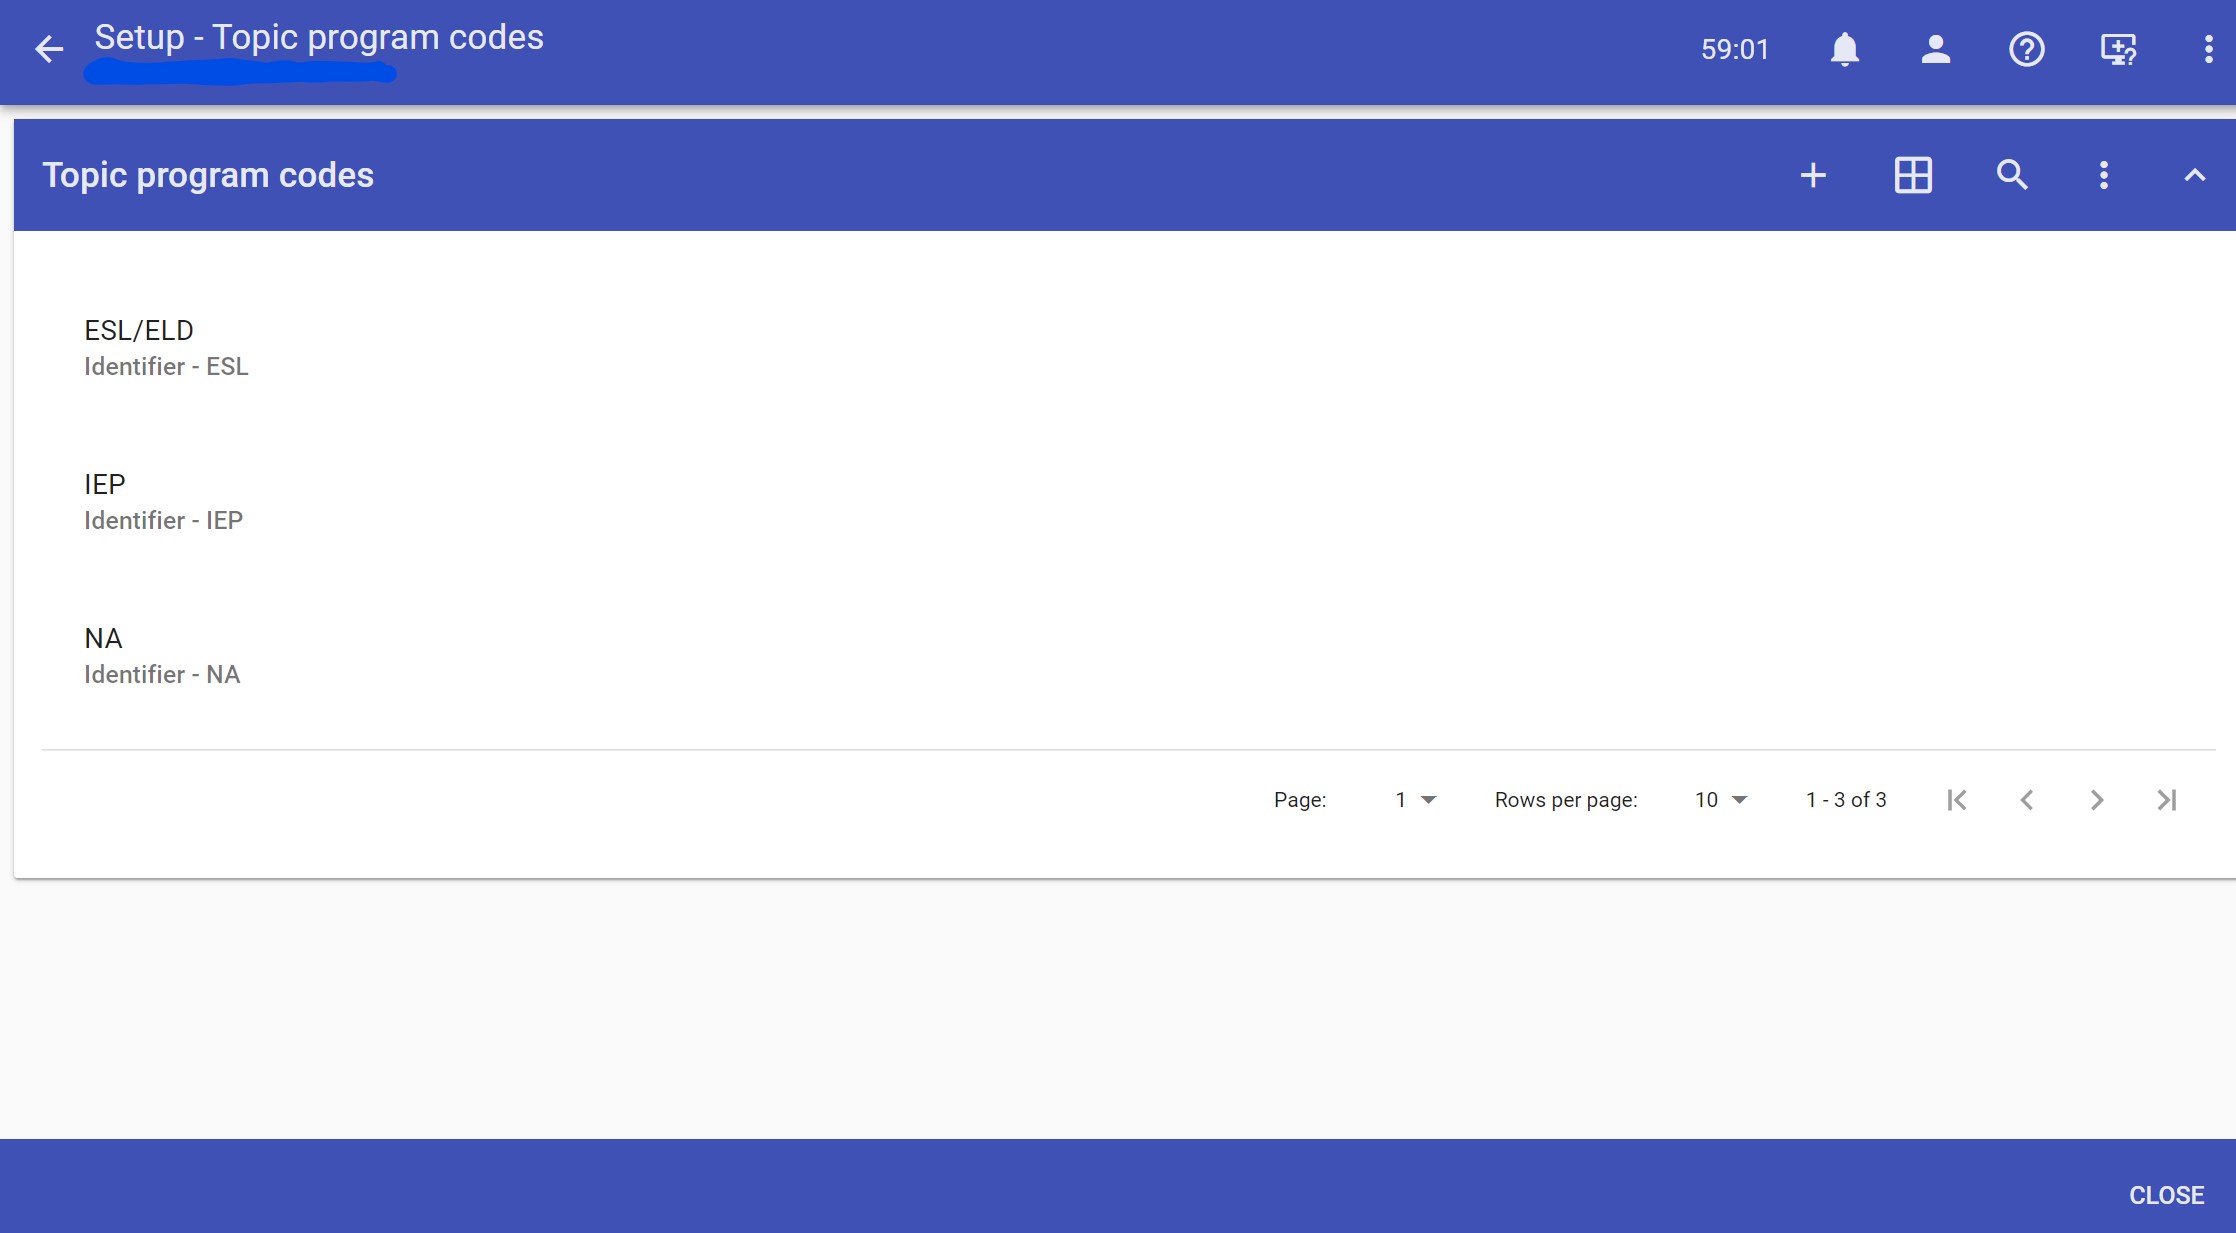 Setup - Topic program codes
59:01
Topic program codes
ESL/ELD
Identifier - ESL
IEP
Identifier - IEP
NA
Identifier - NA
Page: 1 Rows per page: 10 1 - 3 of 3
CLOSE